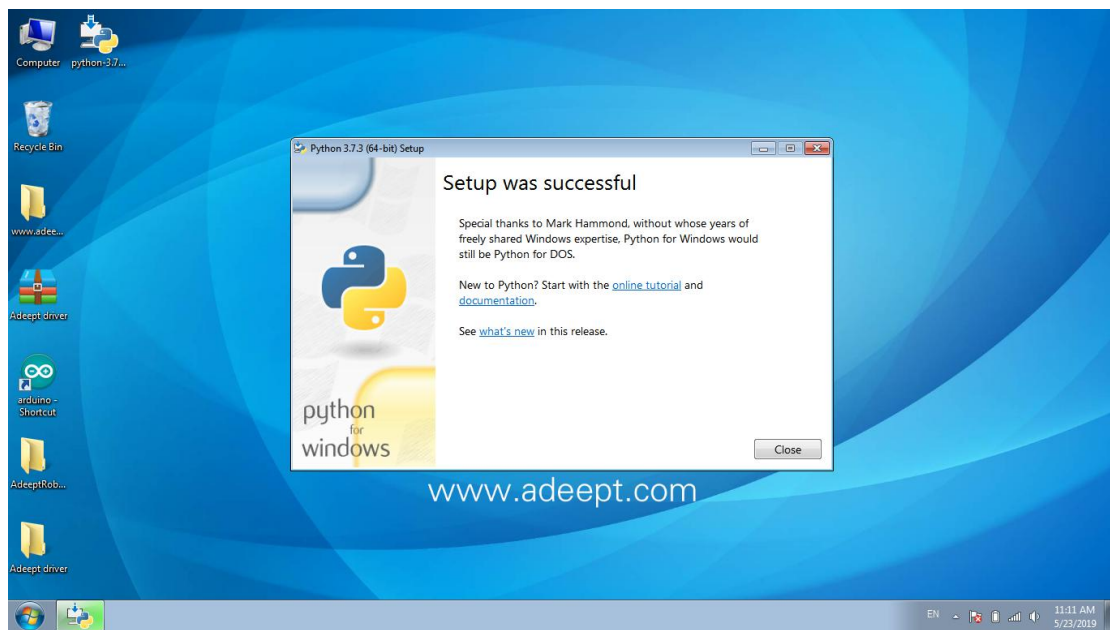 Computer
python-3.7...
Recycle Bin
www.adee...
Adeept driver
arduino -
Shortcut
AdeeptRob...
Adeept driver
Python 3.7.3 (64-bit) Setup
Setup was successful
Special thanks to Mark Hammond, without whose years of
freely shared Windows expertise, Python for Windows would
still be Python for DOS.
New to Python? Start with the online tutorial and
documentation.
See what's new in this release.
python
for
windows
Close
www.adeept.com
EN
11:11 AM
5/23/2019